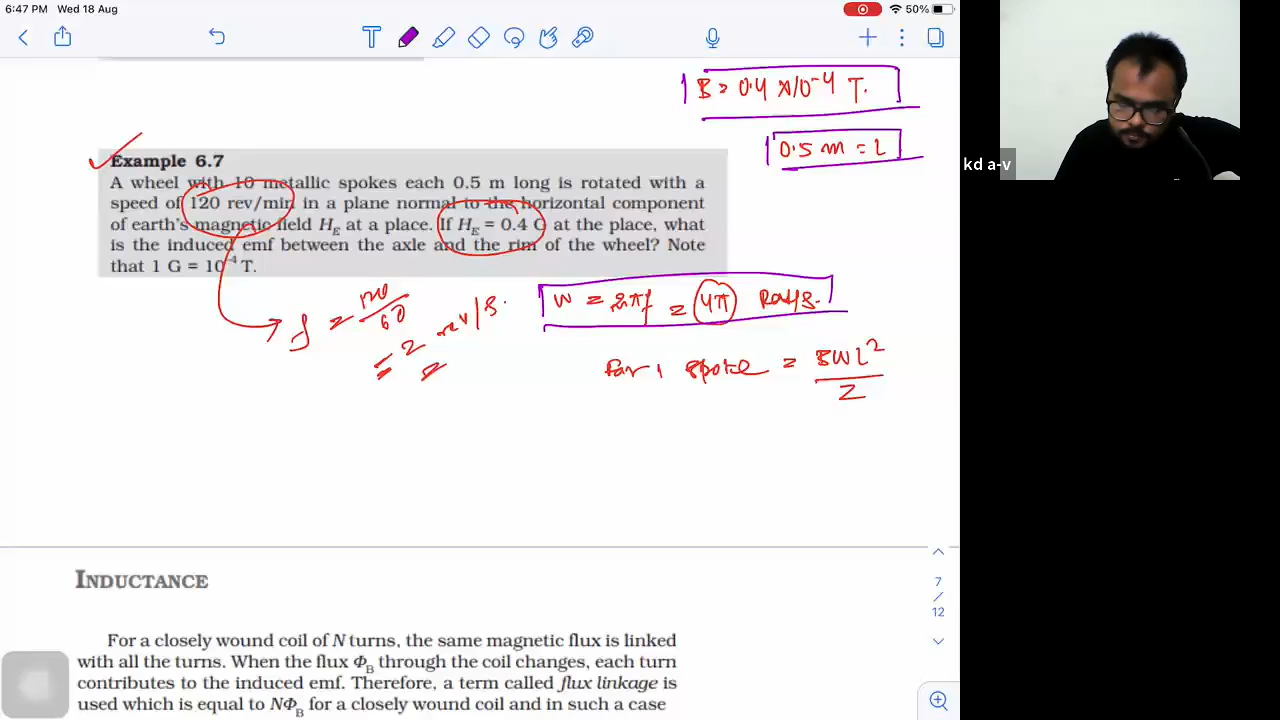 6:47 PM Wed 18 Aug
50%
B = 0.4 x 10-4 T.
0.5 m = L
kd a-v
Example 6.7
A wheel with 10 metallic spokes each 0.5 m long is rotated with a
speed of 120 rev/min in a plane normal to the horizontal component
of earth's magnetic field HE at a place. If HE = 0.4 G at the place, what
is the induced emf between the axle and the rim of the wheel? Note
that 1 G = 10-4 T.
f = 120/60 rev/s.
= 2
W = 2πf = 4π Rad/s.
for 1 spoke = BWL2/2
7
/
12
INDUCTANCE
For a closely wound coil of N turns, the same magnetic flux is linked
with all the turns. When the flux ΦB through the coil changes, each turn
contributes to the induced emf. Therefore, a term called flux linkage is
used which is equal to NΦB for a closely wound coil and in such a case